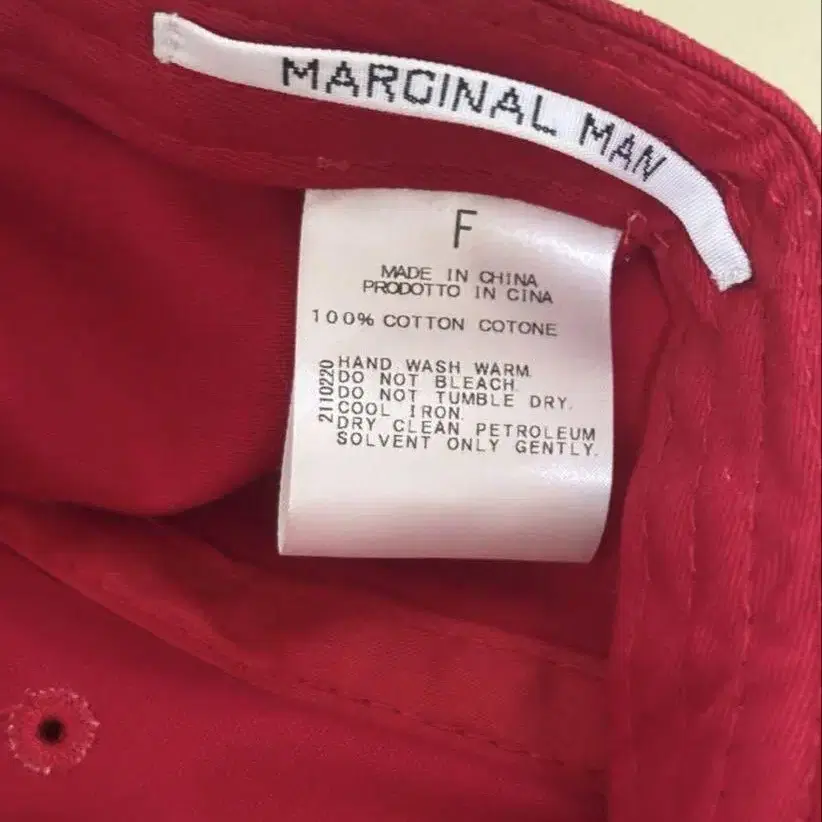 MARGINAL MAN
F
MADE IN CHINA
PRODOTTO IN CINA
100% COTTON COTONE
2110220
HAND WASH WARM.
DO NOT BLEACH.
DO NOT TUMBLE DRY.
COOL IRON.
DRY CLEAN PETROLEUM
SOLVENT ONLY GENTLY.